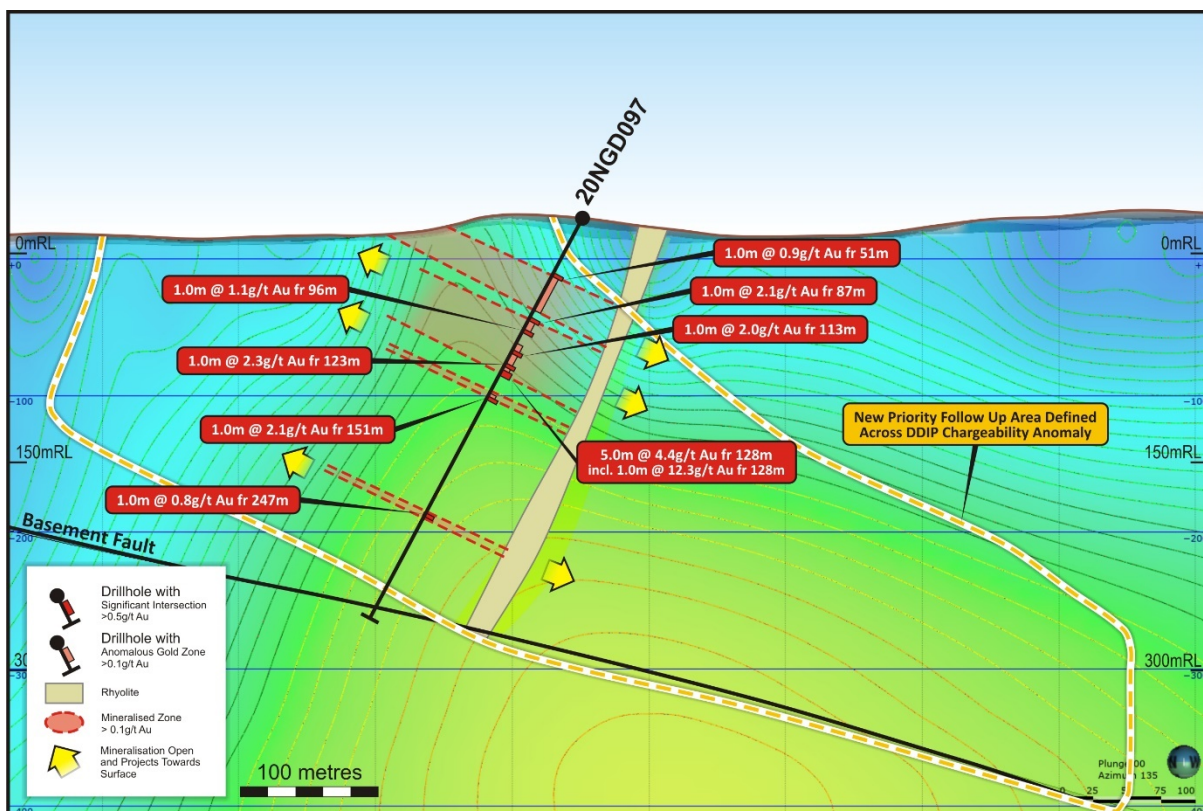 20NGD097
0mRL
0mRL
+0
1.0m @ 0.9g/t Au fr 51m
1.0m @ 1.1g/t Au fr 96m
1.0m @ 2.1g/t Au fr 87m
1.0m @ 2.0g/t Au fr 113m
1.0m @ 2.3g/t Au fr 123m
-100
New Priority Follow Up Area Defined
Across DDIP Chargeability Anomaly
1.0m @ 2.1g/t Au fr 151m
150mRL
150mRL
5.0m @ 4.4g/t Au fr 128m
incl. 1.0m @ 12.3g/t Au fr 128m
1.0m @ 0.8g/t Au fr 247m
Basement Fault
-200
Drillhole with
Significant Intersection
>0.5g/t Au
Drillhole with
Anomalous Gold Zone
>0.1g/t Au
300mRL
Rhyolite
Mineralised Zone
> 0.1g/t Au
Mineralisation Open
and Projects Towards
Surface
100 metres
Azimuth 135
0 25 50 75 100